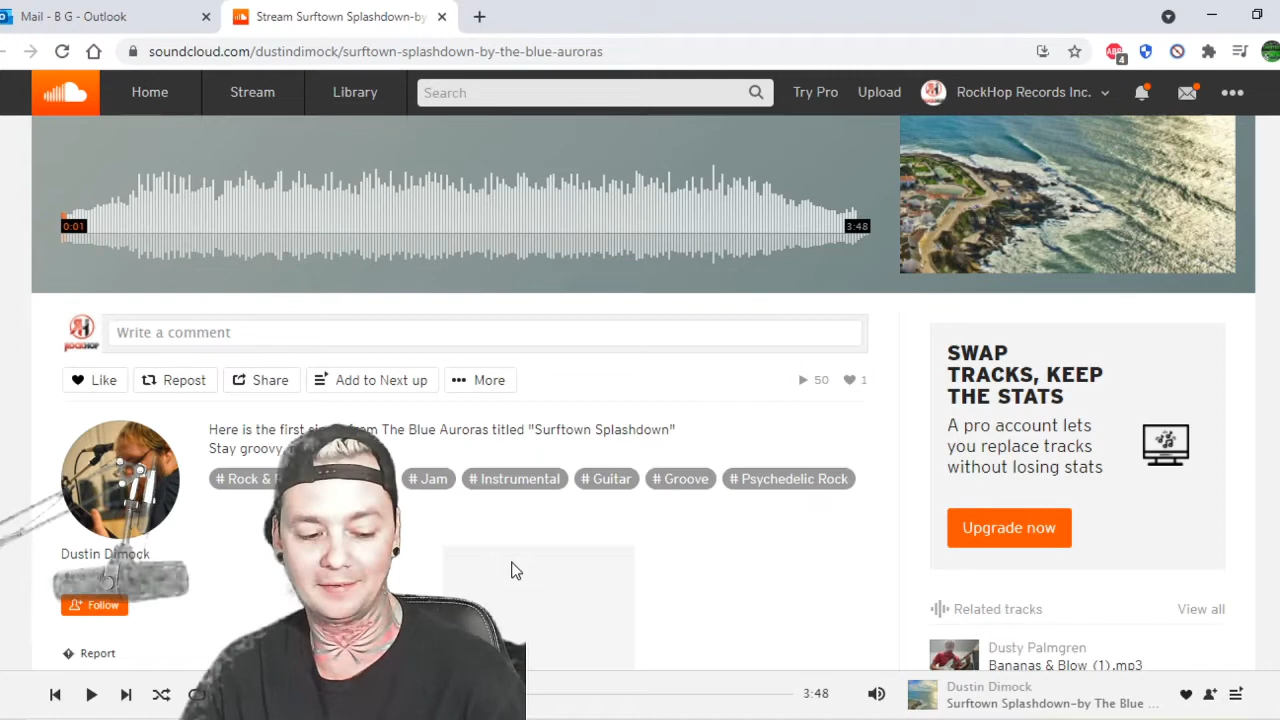 Mail - B G - Outlook
Stream Surftown Splashdown-by
soundcloud.com/dustindimock/surftown-splashdown-by-the-blue-auroras
ABP
4
Home
Stream
Library
Search
Try Pro
Upload
RockHop Records Inc.
0:01
3:48
Write a comment
ROCKHOP
Like
Repost
Share
Add to Next up
More
50
1
Here is the first from The Blue Auroras titled "Surftown Splashdown"
Stay groovy
# Rock &
# Jam
# Instrumental
# Guitar
# Groove
# Psychedelic Rock
Dustin Dimock
Follow
Report
SWAP
TRACKS, KEEP
THE STATS
A pro account lets
you replace tracks
without losing stats
Upgrade now
Related tracks
View all
Dusty Palmgren
Bananas & Blow (1).mp3
3:48
Dustin Dimock
Surftown Splashdown-by The Blue ...